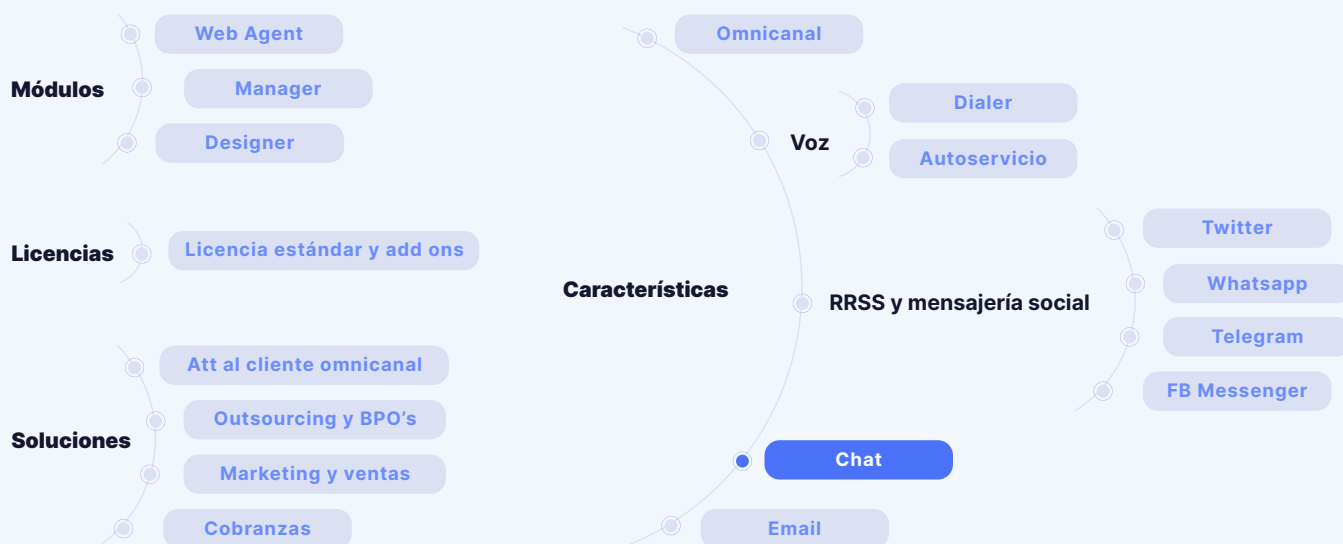 Módulos
Web Agent
Manager
Designer
Licencias
Licencia estándar y add ons
Soluciones
Att al cliente omnicanal
Outsourcing y BPO’s
Marketing y ventas
Cobranzas
Características
Omnicanal
Voz
Dialer
Autoservicio
RRSS y mensajería social
Twitter
Whatsapp
Telegram
FB Messenger
Chat
Email